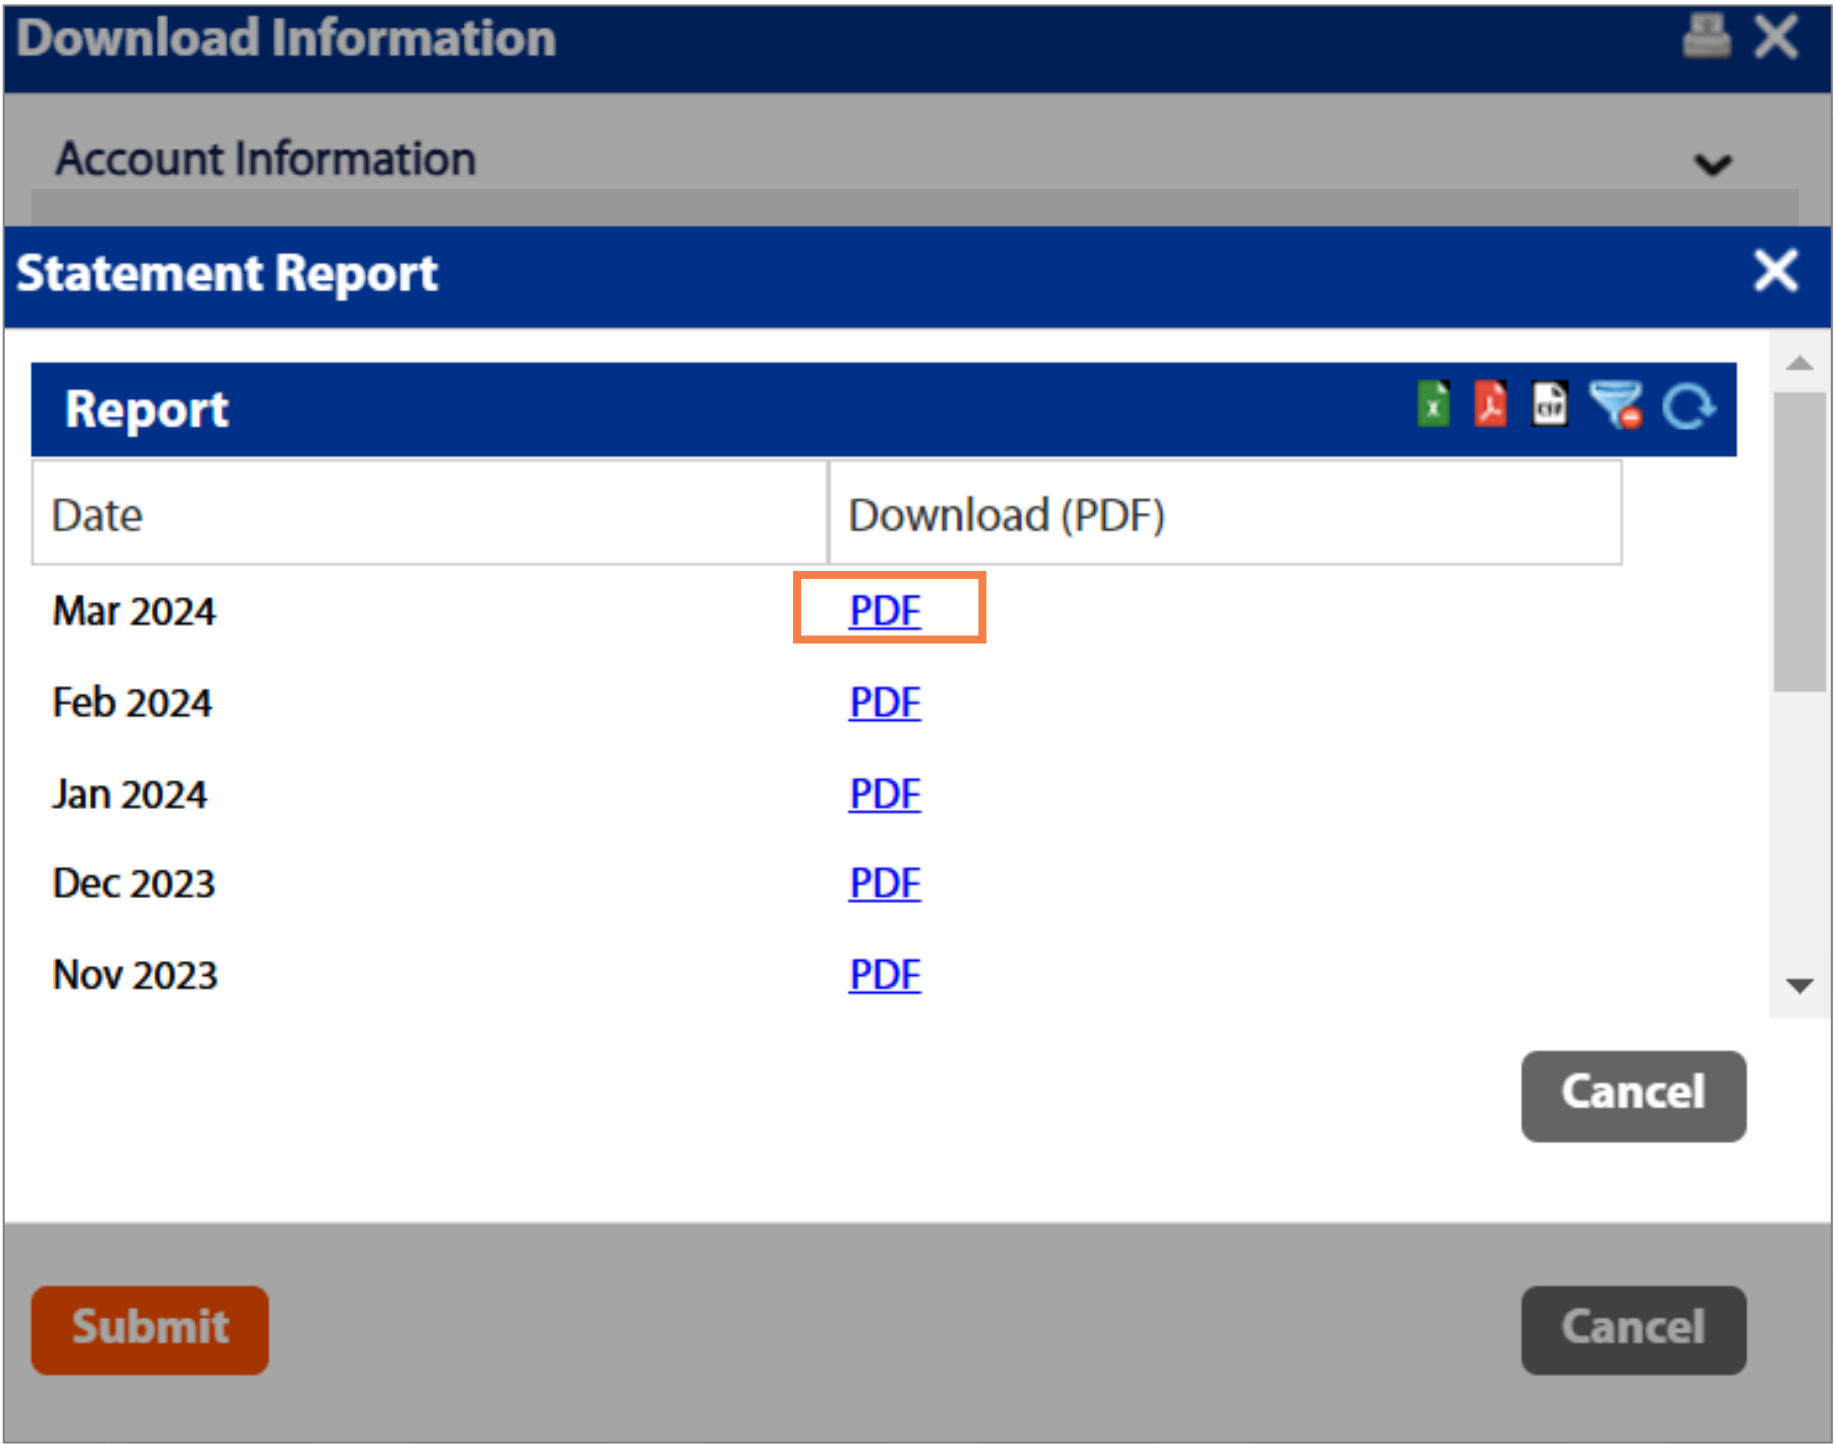 Download Information
Account Information
Statement Report
Report
Date Download (PDF)
Mar 2024 PDF
Feb 2024 PDF
Jan 2024 PDF
Dec 2023 PDF
Nov 2023 PDF
Cancel
Submit Cancel